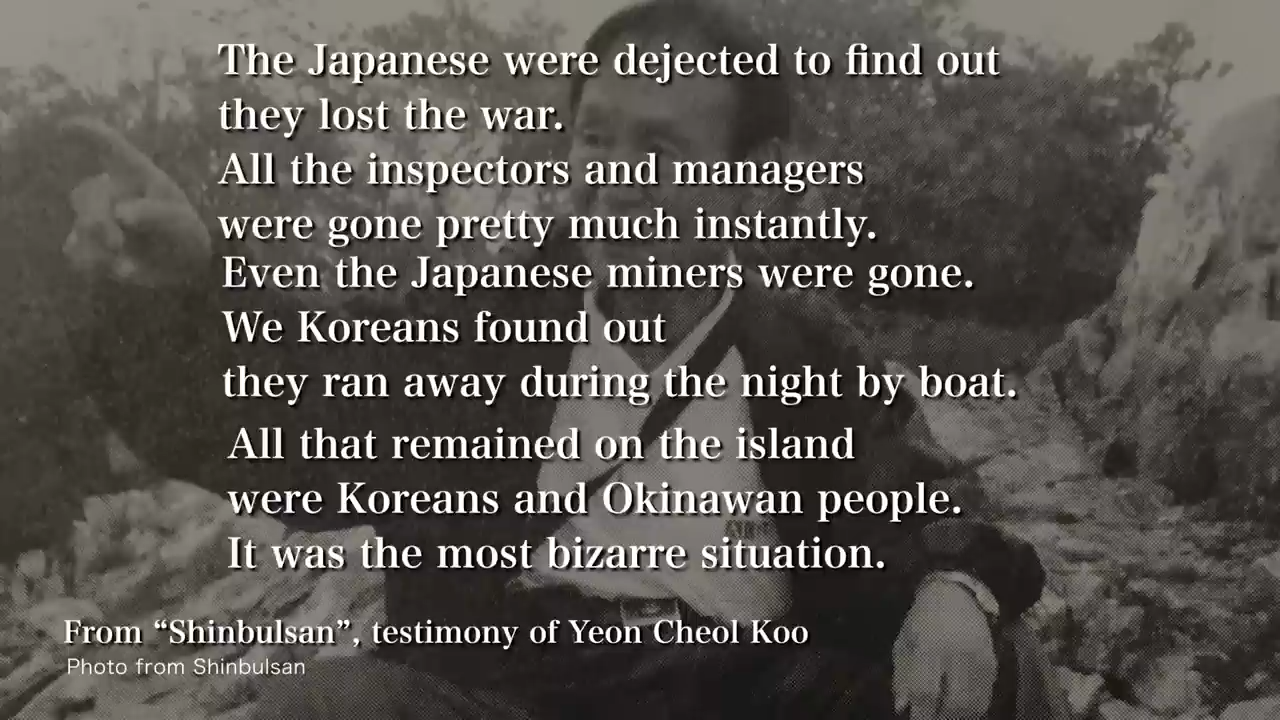 The Japanese were dejected to find out
they lost the war.
All the inspectors and managers
were gone pretty much instantly.
Even the Japanese miners were gone.
We Koreans found out
they ran away during the night by boat.
All that remained on the island
were Koreans and Okinawan people.
It was the most bizarre situation.
From “Shinbulsan”, testimony of Yeon Cheol Koo
Photo from Shinbulsan